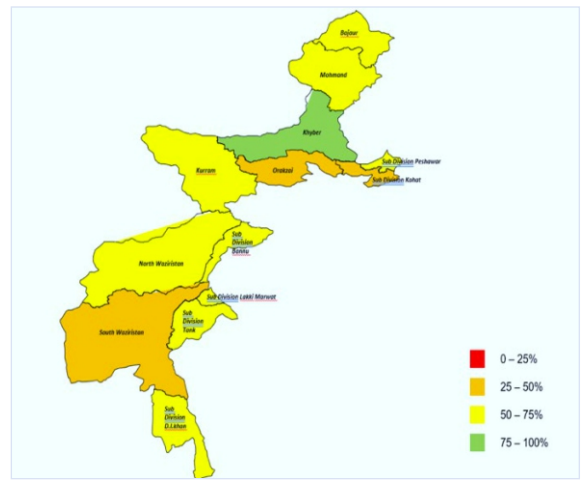 Bajaur
Mohmand
Khyber
Sub Division Peshawar
Kurram
Orakzai
Sub Division Kohat
Sub
Division
Bannu
North Waziristan
Sub Division Lakki Marwat
Sub
Division
Tank
South Waziristan
Sub
Division
D.I.khan
0 – 25%
25 – 50%
50 – 75%
75 – 100%